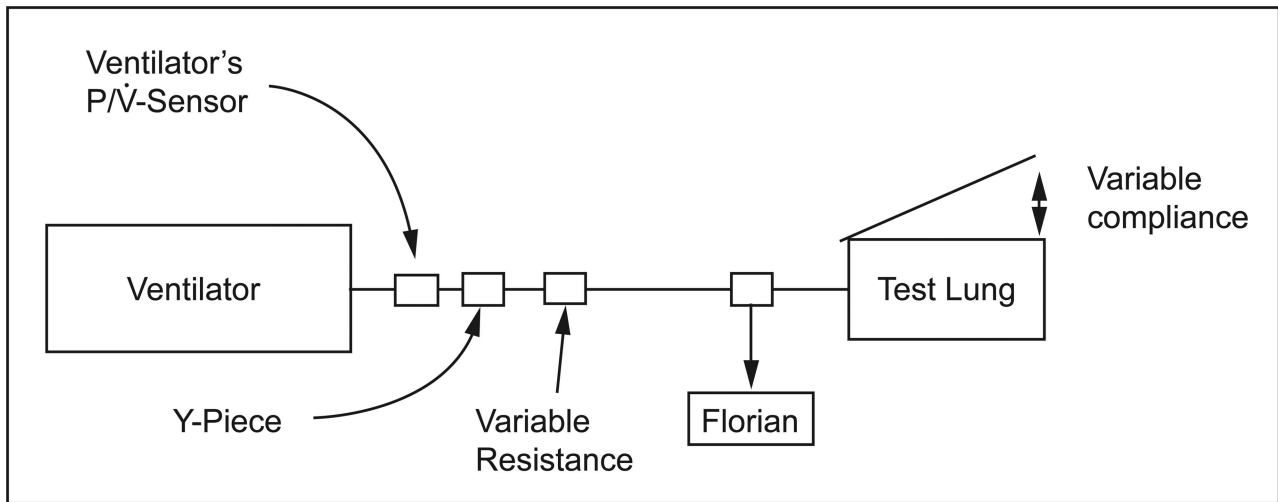 Ventilator’s
P/V̇-Sensor
Variable
compliance
Ventilator
Test Lung
Y-Piece
Variable
Resistance
Florian